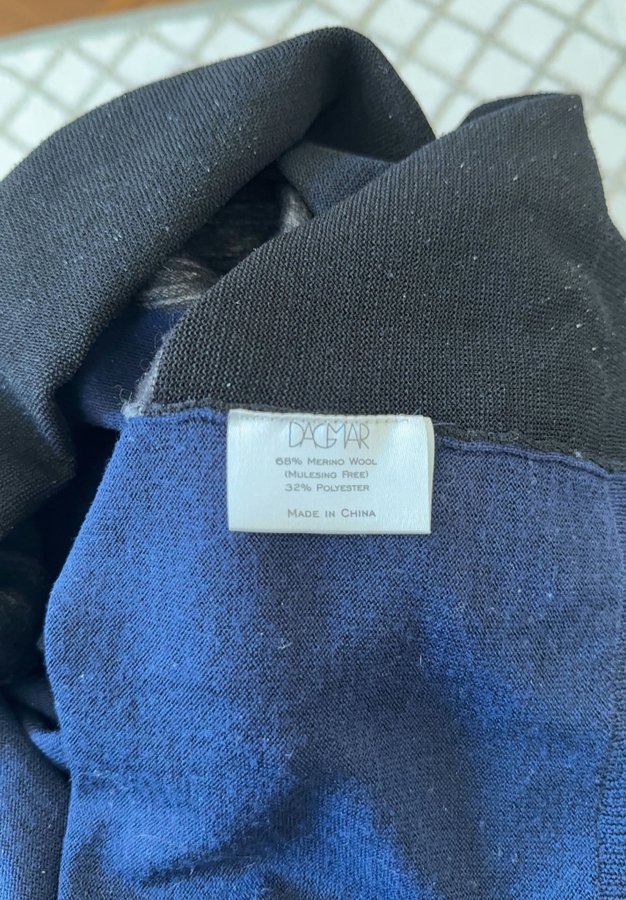 DAGMAR
68% Merino Wool
(Mulesing Free)
32% Polyester
Made in China